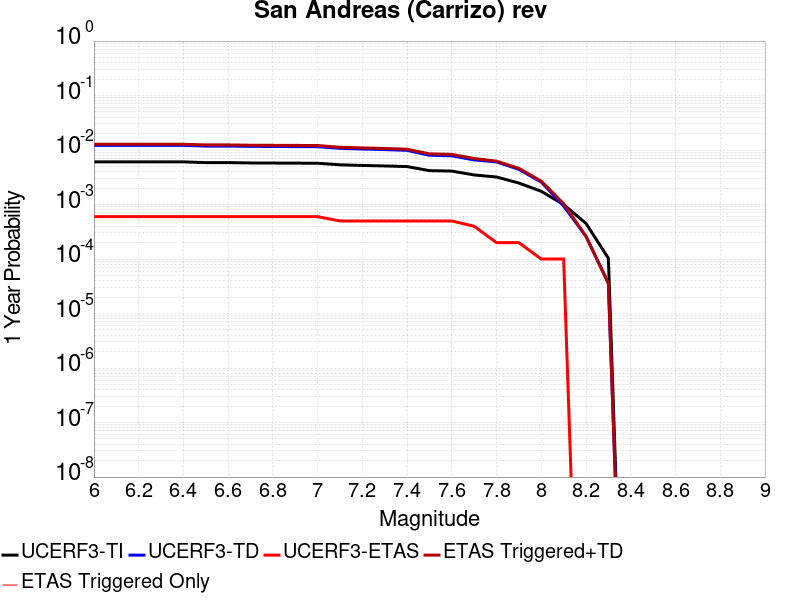 San Andreas (Carrizo) rev
10^0
10^-1
10^-2
10^-3
10^-4
10^-5
10^-6
10^-7
10^-8
1 Year Probability
6 6.2 6.4 6.6 6.8 7 7.2 7.4 7.6 7.8 8 8.2 8.4 8.6 8.8 9
Magnitude
UCERF3-TI UCERF3-TD UCERF3-ETAS ETAS Triggered+TD
ETAS Triggered Only